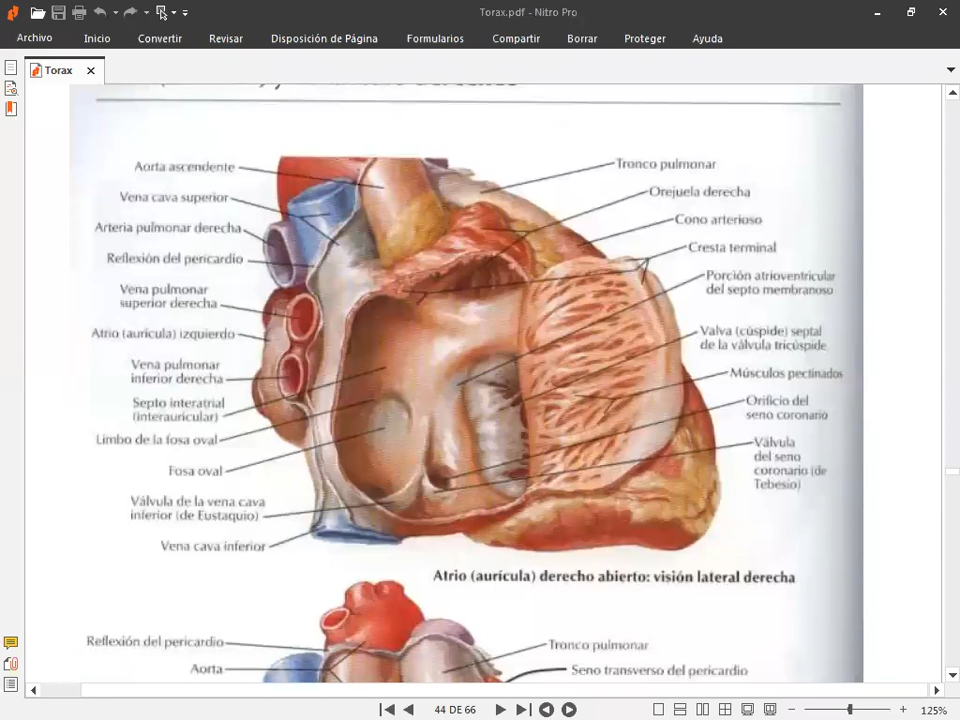 Torax.pdf - Nitro Pro
Archivo Inicio Convertir Revisar Disposición de Página Formularios Compartir Borrar Proteger Ayuda
Torax
Aorta ascendente
Vena cava superior
Arteria pulmonar derecha
Reflexión del pericardio
Vena pulmonar
superior derecha
Atrio (aurícula) izquierdo
Vena pulmonar
inferior derecha
Septo interatrial
(interauricular)
Limbo de la fosa oval
Fosa oval
Válvula de la vena cava
inferior (de Eustaquio)
Vena cava inferior
Tronco pulmonar
Orejuela derecha
Cono arterioso
Cresta terminal
Porción atrioventricular
del septo membranoso
Valva (cúspide) septal
de la válvula tricúspide
Músculos pectinados
Orificio del
seno coronario
Válvula
del seno
coronario (de
Tebesio)
Atrio (aurícula) derecho abierto: visión lateral derecha
Reflexión del pericardio
Aorta
Tronco pulmonar
Seno transverso del pericardio
44 DE 66
125%